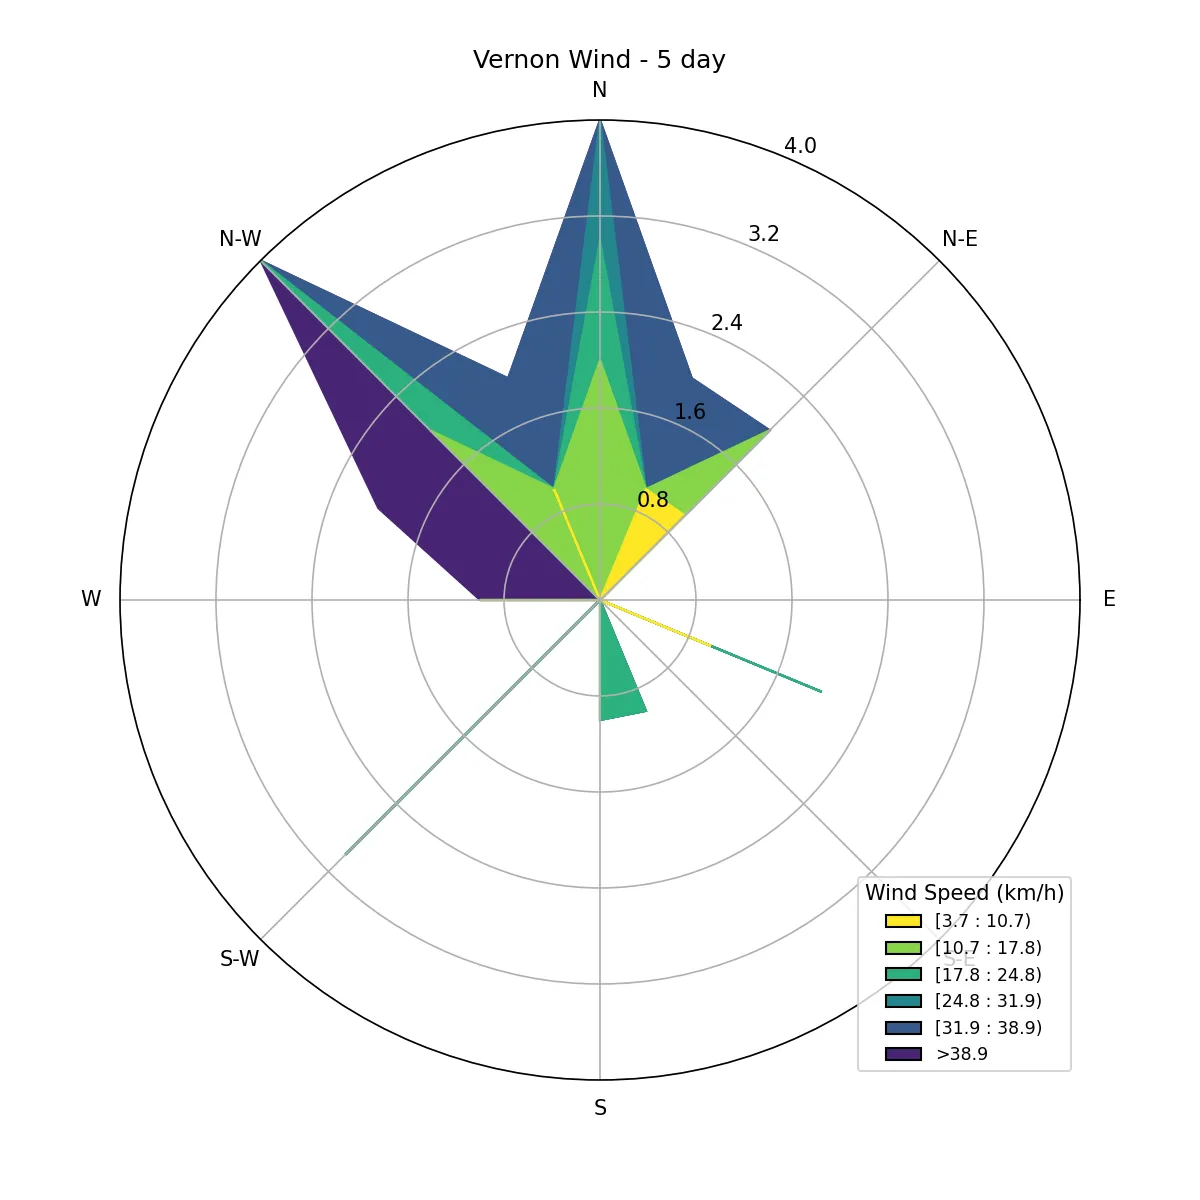 Vernon Wind - 5 day
N
4.0
N-W
N-E
3.2
2.4
1.6
0.8
W
E
S-W
S-E
S
Wind Speed (km/h)
[3.7 : 10.7)
[10.7 : 17.8)
[17.8 : 24.8)
[24.8 : 31.9)
[31.9 : 38.9)
>38.9